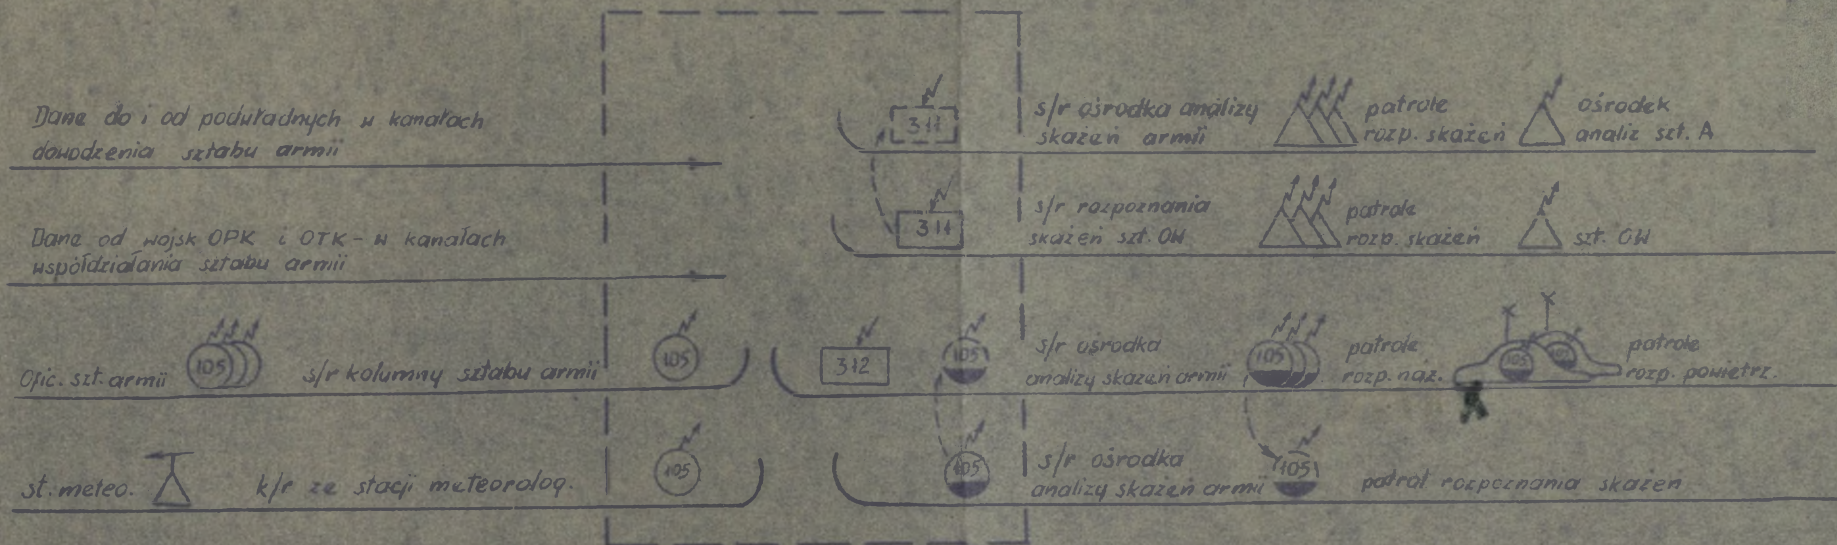 Dane do i od podwładnych w kanałach
dowodzenia sztabu armii
311
s/r ośrodka analizy
skażeń armii
patrole
rozp. skażeń
ośrodek
analiz szt. A
Dane od wojsk OPK i OTK - w kanałach
współdziałania sztabu armii
311
s/r rozpoznania
skażeń szt. OW
patrole
rozp. skażeń
szt. OW
Ofic. szt. armii
105
s/r kolumny sztabu armii
105
312
105
s/r ośrodka
analizy skażeń armii
105
patrole
rozp. naz.
105
patrole
rozp. powietrz.
st. meteo.
k/r ze stacji meteorolog.
105
105
s/r ośrodka
analizy skażeń armii
105
patrol rozpoznania skażeń